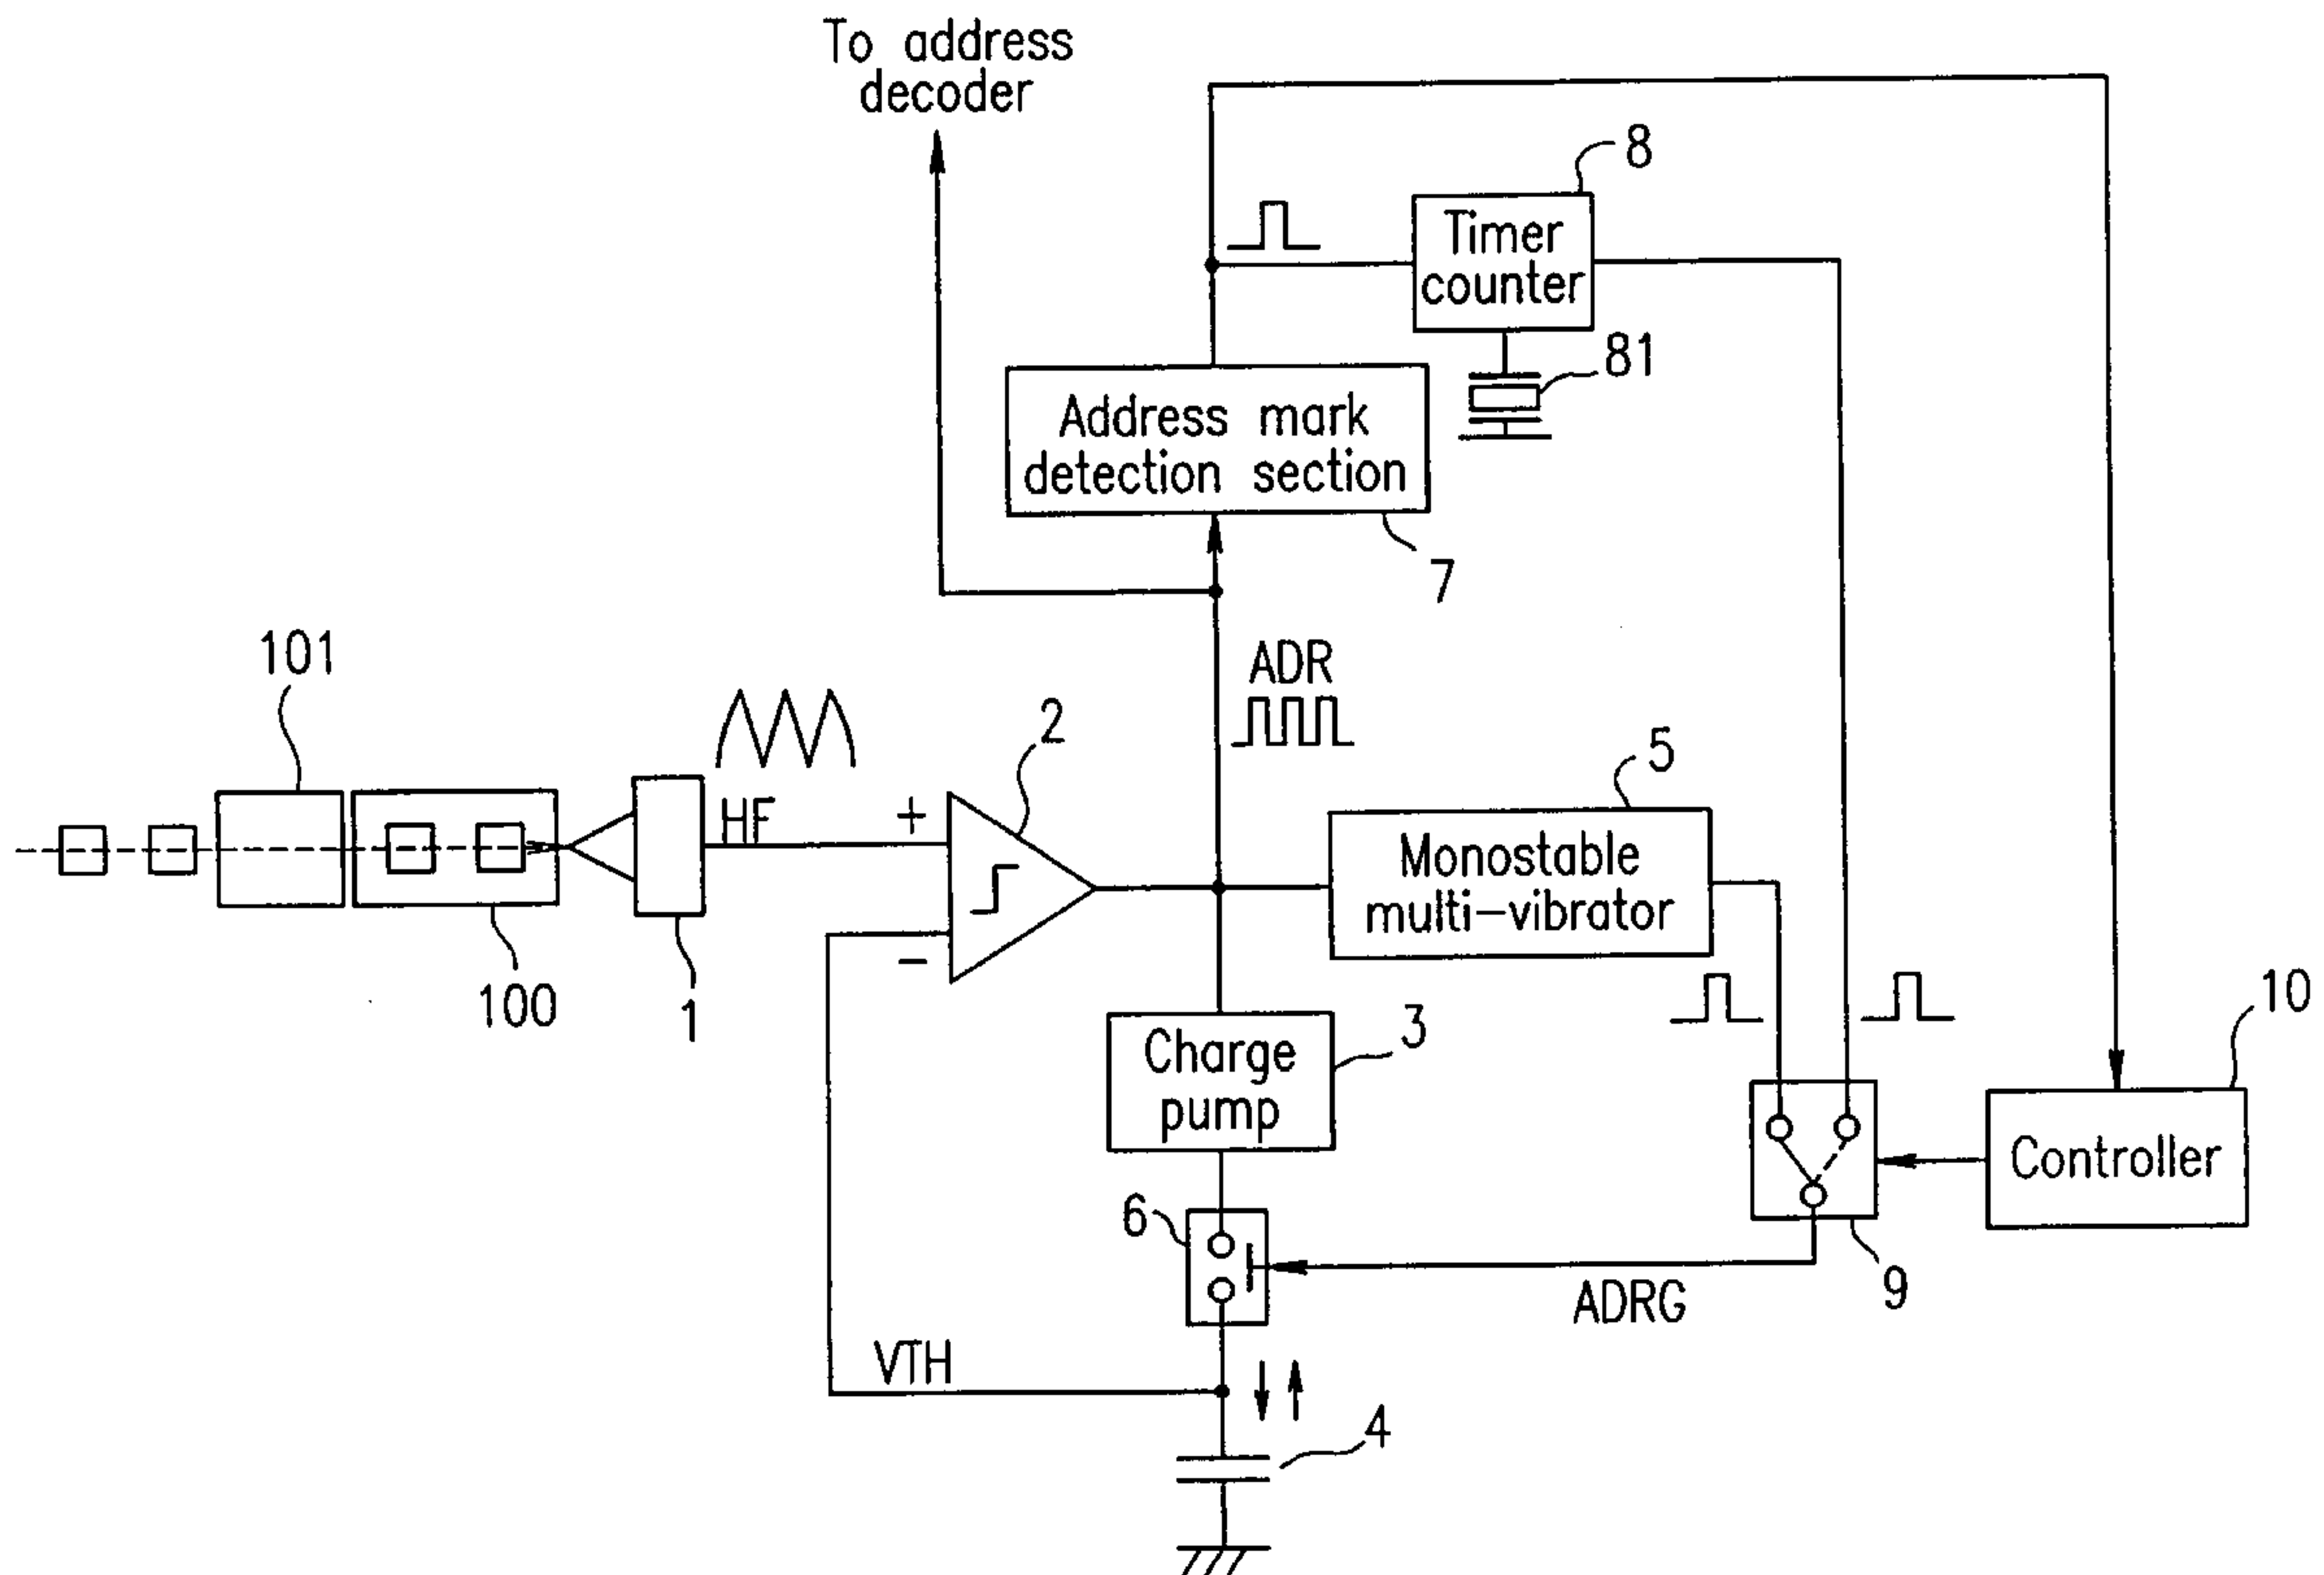 To address
decoder
8
Timer
counter
81
Address mark
detection section
7
101
ADR
2
5
HF
+
Monostable
multi-vibrator
−
100
1
10
3
Charge
pump
Controller
6
9
ADRG
VTH
4